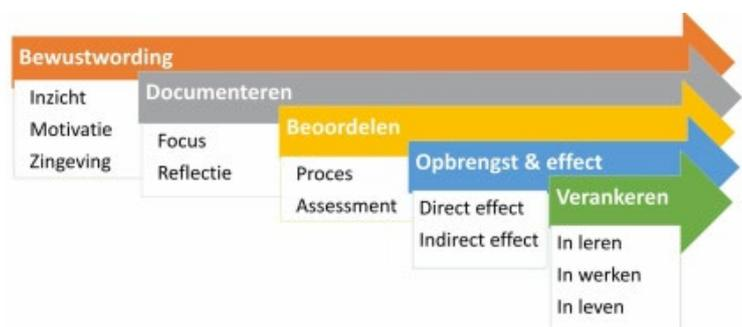 Bewustwording
Inzicht
Motivatie
Zingeving
Documenteren
Focus
Reflectie
Beoordelen
Proces
Assessment
Opbrengst & effect
Direct effect
Indirect effect
Verankeren
In leren
In werken
In leven